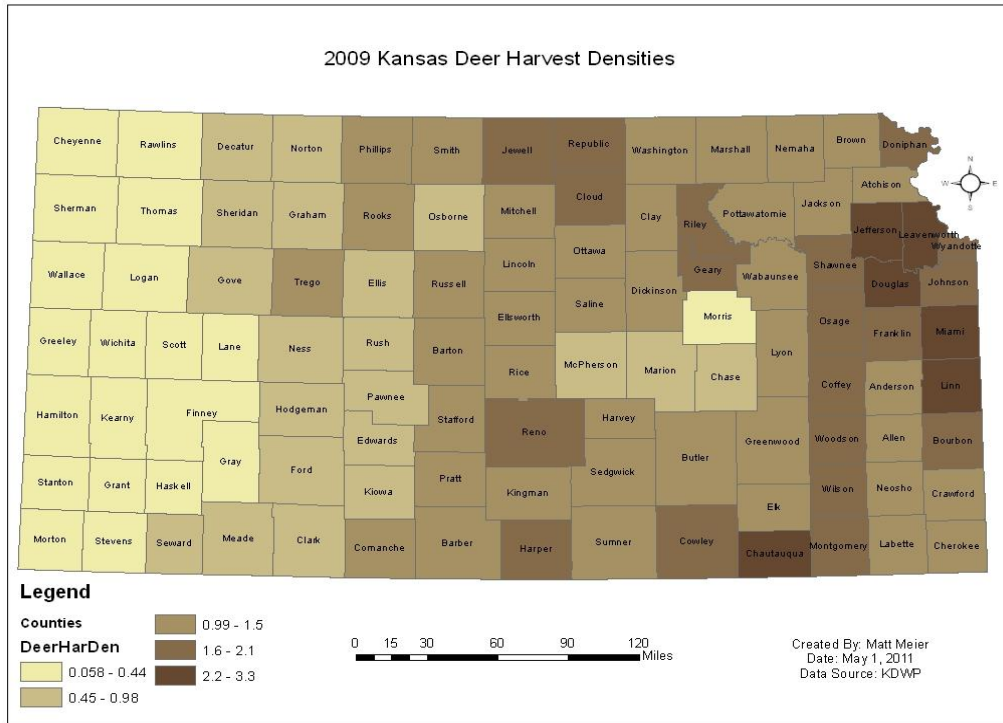 2009 Kansas Deer Harvest Densities
Cheyenne Rawlins Decatur Norton Phillips Smith Jewell Republic Washington Marshall Nemaha Brown Doniphan
Atchison
N
W E
S
Sherman Thomas Sheridan Graham Rooks Osborne Mitchell Cloud Clay Riley Pottawatomie Jackson Jefferson Leavenworth
Wyandotte
Wallace Logan Gove Trego Ellis Russell Lincoln Ottawa Dickinson Geary Wabaunsee Shawnee Douglas Johnson
Saline
Greeley Wichita Scott Lane Ness Rush Barton Ellsworth McPherson Marion Morris Chase Lyon Osage Franklin Miami
Rice
Hamilton Kearny Finney Hodgeman Pawnee Stafford Reno Harvey Butler Greenwood Coffey Anderson Linn
Gray Edwards Sedgwick Woodson Allen Bourbon
Stanton Grant Haskell Ford Kiowa Pratt Kingman Elk Wilson Neosho Crawford
Morton Stevens Seward Meade Clark Comanche Barber Harper Sumner Cowley Chautauqua Montgomery Labette Cherokee
Legend
Counties
DeerHarDen
0.058 - 0.44
0.45 - 0.98
0.99 - 1.5
1.6 - 2.1
2.2 - 3.3
0 15 30 60 90 120
Miles
Created By: Matt Meier
Date: May 1, 2011
Data Source: KDWP